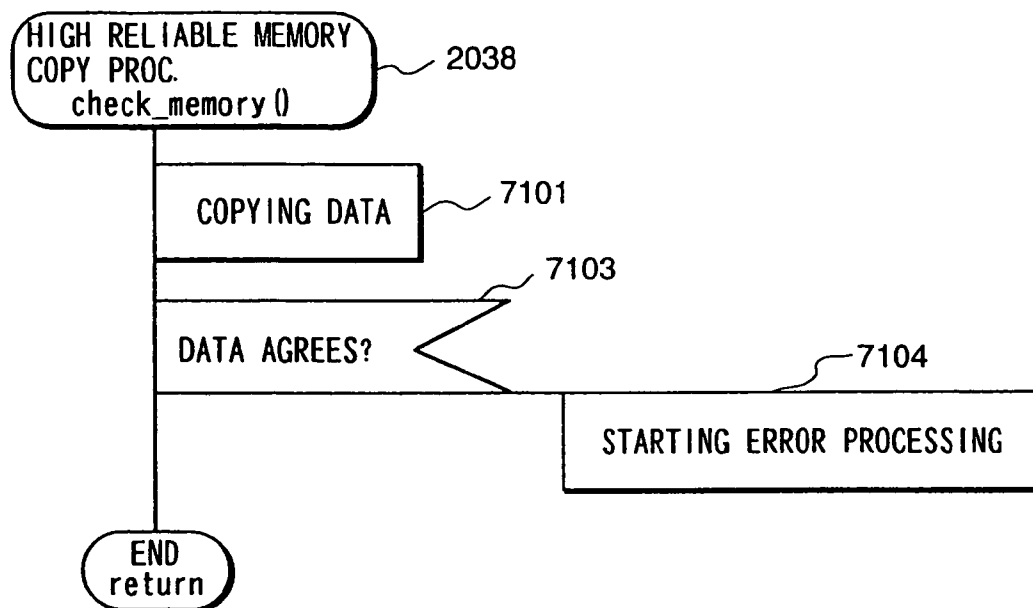 HIGH RELIABLE MEMORY
COPY PROC.
check_memory()
2038
COPYING DATA
7101
7103
DATA AGREES?
7104
STARTING ERROR PROCESSING
END
return